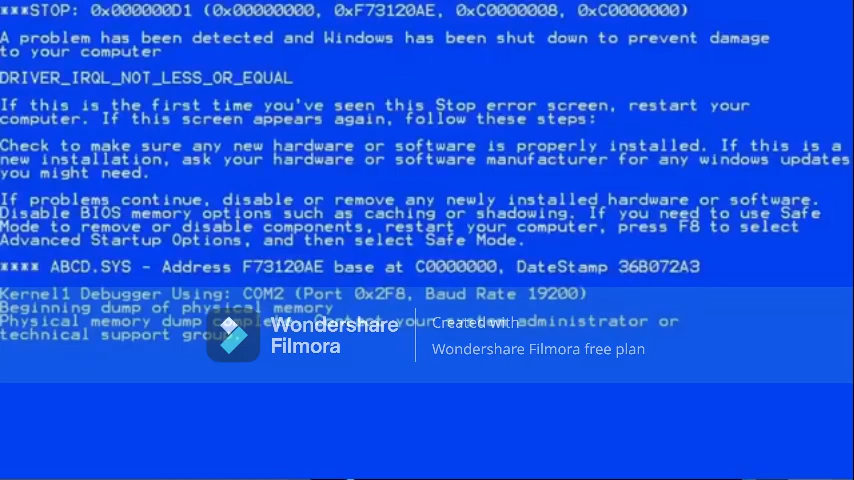 ***STOP: 0x000000D1 (0x00000000, 0xF73120AE, 0xC0000008, 0xC0000000)
A problem has been detected and Windows has been shut down to prevent damage
to your computer
DRIVER_IRQL_NOT_LESS_OR_EQUAL
If this is the first time you've seen this Stop error screen, restart your
computer. If this screen appears again, follow these steps:
Check to make sure any new hardware or software is properly installed. If this is a
new installation, ask your hardware or software manufacturer for any windows updates
you might need.
If problems continue, disable or remove any newly installed hardware or software.
Disable BIOS memory options such as caching or shadowing. If you need to use Safe
Mode to remove or disable components, restart your computer, press F8 to select
Advanced Startup Options, and then select Safe Mode.
**** ABCD.SYS - Address F73120AE base at C0000000, DateStamp 36B072A3
Kernel1 Debugger Using: COM2 (Port 0x2F8, Baud Rate 19200)
Beginning dump of physical memory
Physical memory dump your administrator or
technical support group.
Wondershare
Filmora
Created with
Wondershare Filmora free plan